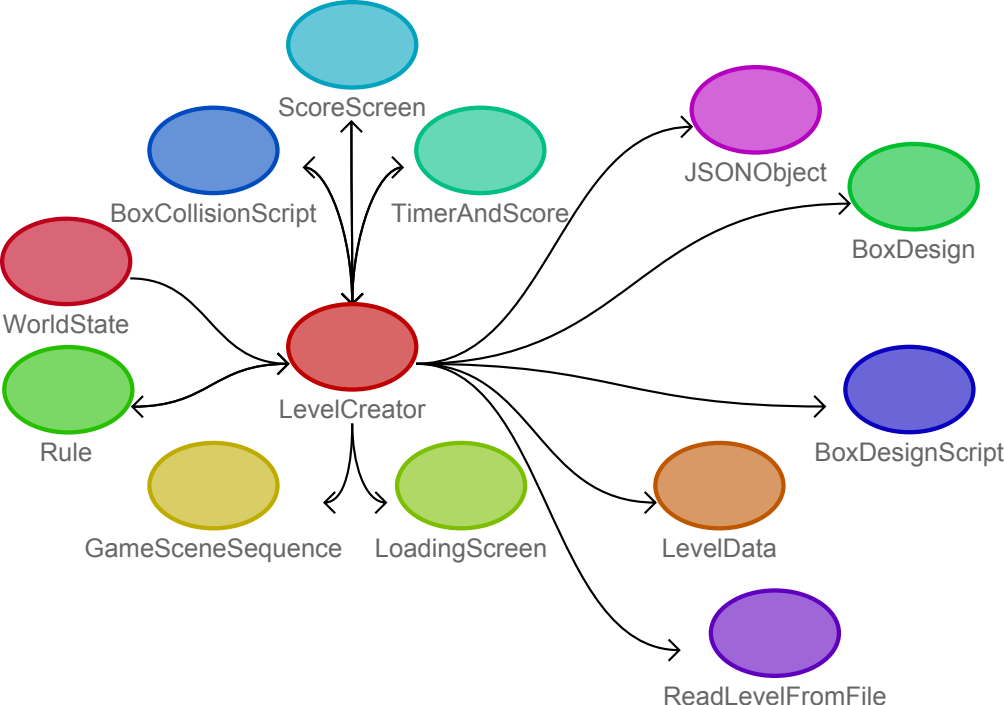 ScoreScreen
JSONObject
BoxCollisionScript
TimerAndScore
BoxDesign
WorldState
LevelCreator
Rule
BoxDesignScript
GameSceneSequence
LoadingScreen
LevelData
ReadLevelFromFile